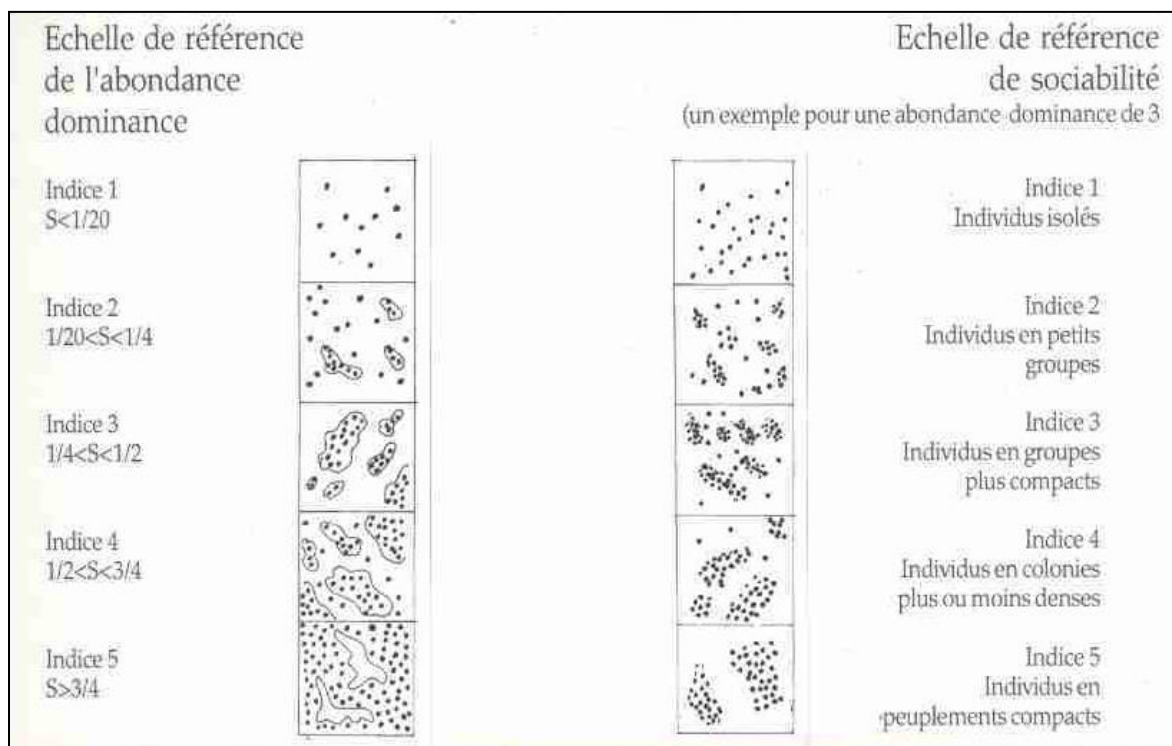 Echelle de référence
de l'abondance
dominance
Indice 1
S<1/20
Indice 2
1/20<S<1/4
Indice 3
1/4<S<1/2
Indice 4
1/2<S<3/4
Indice 5
S>3/4
Echelle de référence
de sociabilité
(un exemple pour une abondance dominance de 3
Indice 1
Individus isolés
Indice 2
Individus en petits
groupes
Indice 3
Individus en groupes
plus compacts
Indice 4
Individus en colonies
plus ou moins denses
Indice 5
Individus en
peuplements compacts